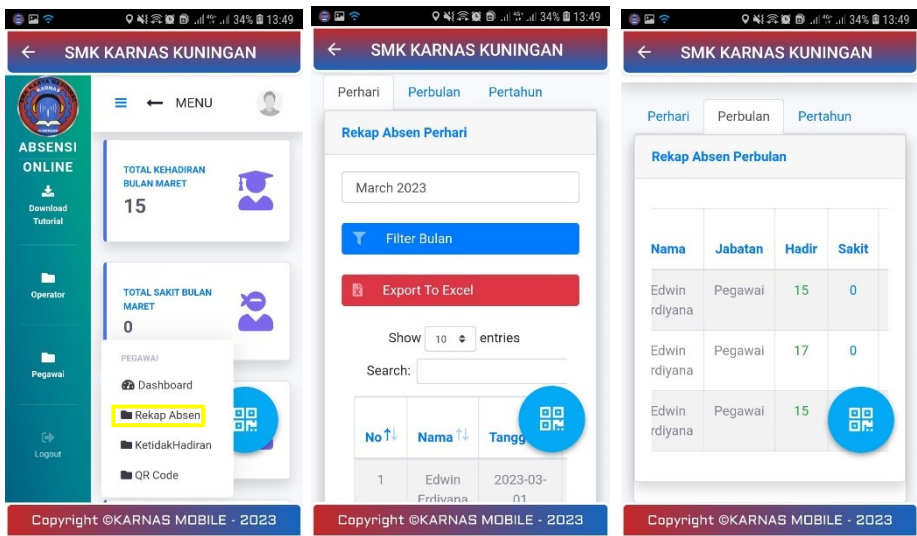 34% 13:49
SMK KARNAS KUNINGAN
KARNAS
KUNINGAN
ABSENSI
ONLINE
Download
Tutorial
Operator
Pegawai
Logout
MENU
TOTAL KEHADIRAN
BULAN MARET
15
TOTAL SAKIT BULAN
MARET
0
PEGAWAI
Dashboard
Rekap Absen
KetidakHadiran
QR Code
Copyright ©KARNAS MOBILE - 2023
34% 13:49
SMK KARNAS KUNINGAN
Perhari Perbulan Pertahun
Rekap Absen Perhari
March 2023
Filter Bulan
Export To Excel
Show 10 entries
Search:
No Nama Tangg
1 Edwin 2023-03-
Erdiyana 01
Copyright ©KARNAS MOBILE - 2023
34% 13:49
SMK KARNAS KUNINGAN
Perhari Perbulan Pertahun
Rekap Absen Perbulan
Nama Jabatan Hadir Sakit
Edwin Pegawai 15 0
rdiyana
Edwin Pegawai 17 0
rdiyana
Edwin Pegawai 15
rdiyana
Copyright ©KARNAS MOBILE - 2023